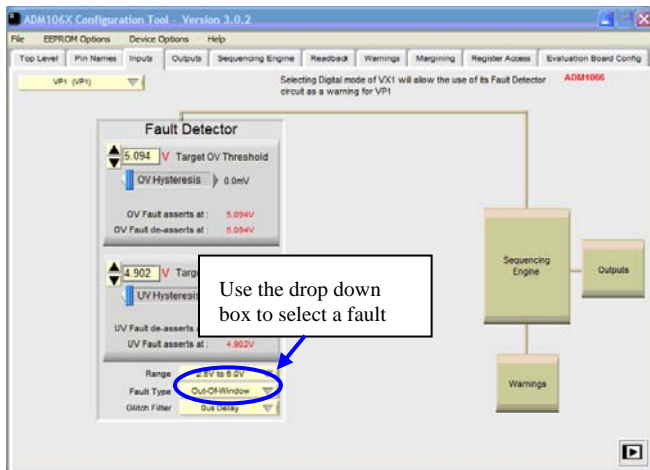 ADM106X Configuration Tool - Version 3.0.2
File EEPROM Options Device Options Help
Top Level Pin Names Inputs Outputs Sequencing Engine Readback Warnings Margining Register Access Evaluation Board Config
VP1 (VP1)
Selecting Digital mode of VX1 will allow the use of its Fault Detector
circuit as a warning for VP1
ADM1066
Fault Detector
5.094 V Target OV Threshold
OV Hysteresis 0.0mV
OV Fault asserts at : 5.094V
OV Fault de-asserts at : 5.094V
4.902 V
UV
UV Fault
UV Fault asserts at : 4.902V
Use the drop down
box to select a fault
Sequencing
Engine
Outputs
Warnings
Range 2.5V to 6.0V
Fault Type Out-Of-Window
Glitch Filter 0us Delay